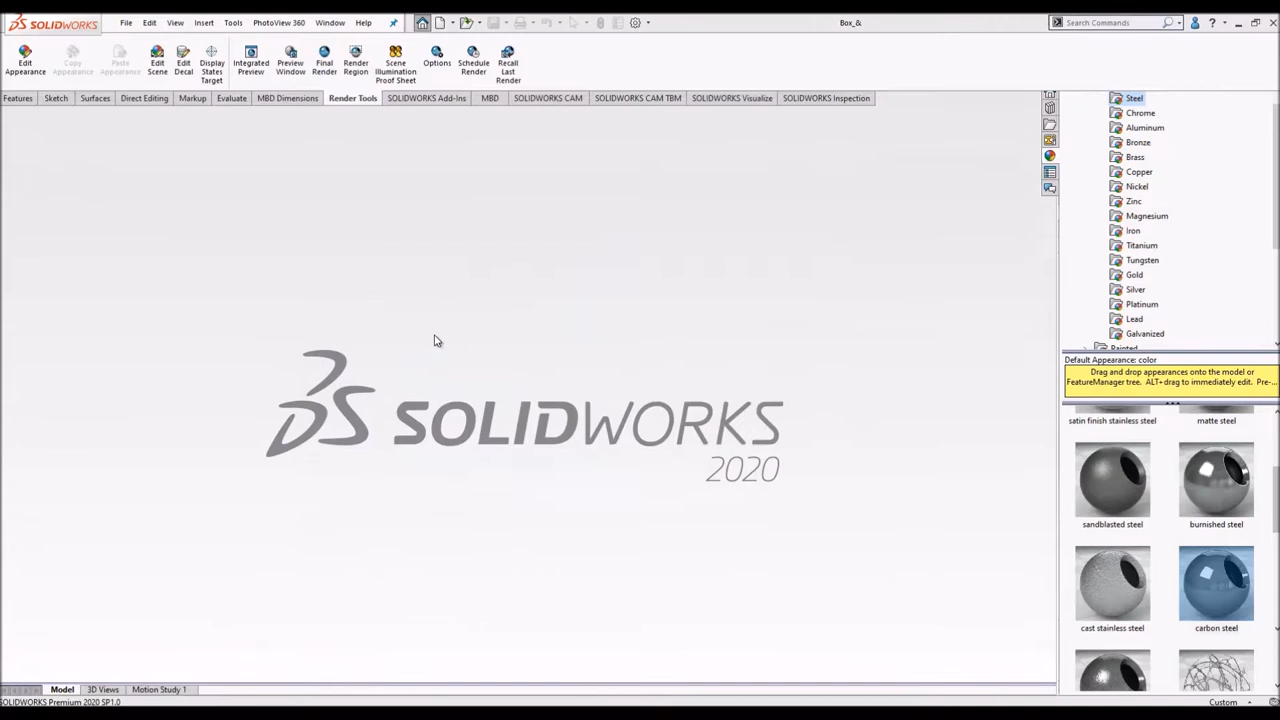 SOLIDWORKS File Edit View Insert Tools PhotoView 360 Window Help Box_& Search Commands
Edit Appearance
Copy Appearance
Paste Appearance
Edit Scene
Edit Decal
Display States Target
Integrated Preview
Preview Window
Final Render
Render Region
Scene Illumination Proof Sheet
Options
Schedule Render
Recall Last Render
Features Sketch Surfaces Direct Editing Markup Evaluate MBD Dimensions Render Tools SOLIDWORKS Add-Ins MBD SOLIDWORKS CAM SOLIDWORKS CAM TBM SOLIDWORKS Visualize SOLIDWORKS Inspection
Steel
Chrome
Aluminum
Bronze
Brass
Copper
Nickel
Zinc
Magnesium
Iron
Titanium
Tungsten
Gold
Silver
Platinum
Lead
Galvanized
Painted
Default Appearance: color
Drag and drop appearances onto the model or
FeatureManager tree. ALT+drag to immediately edit. Pre-...
satin finish stainless steel matte steel
sandblasted steel burnished steel
cast stainless steel carbon steel
SOLIDWORKS
2020
Model 3D Views Motion Study 1
SOLIDWORKS Premium 2020 SP1.0 Custom